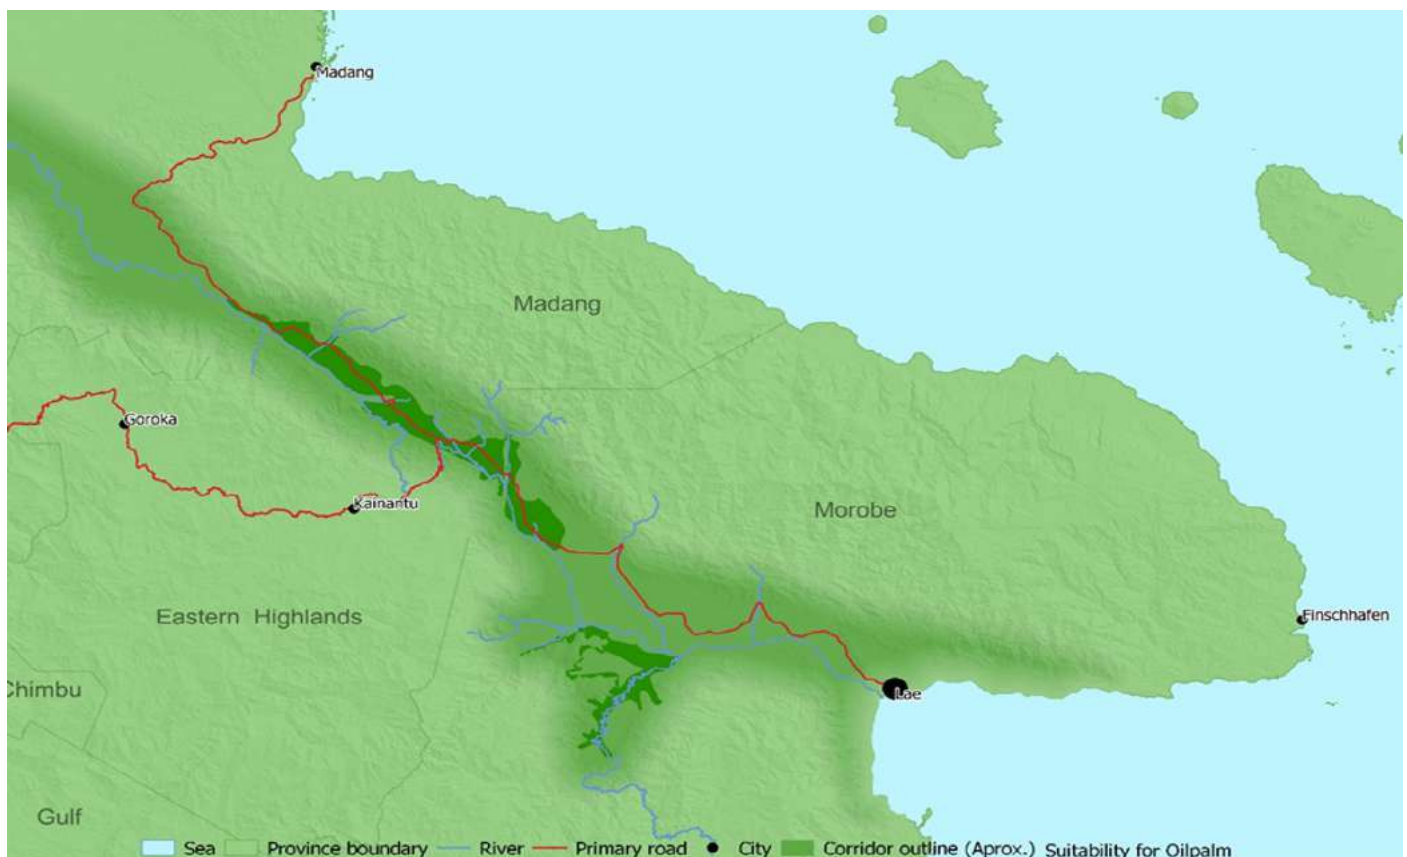 Madang
Madang
Goroka
Kainantu
Morobe
Eastern Highlands
Finschhafen
Chimbu
Lae
Gulf
Sea Province boundary River Primary road City Corridor outline (Aprox.) Suitability for Oilpalm